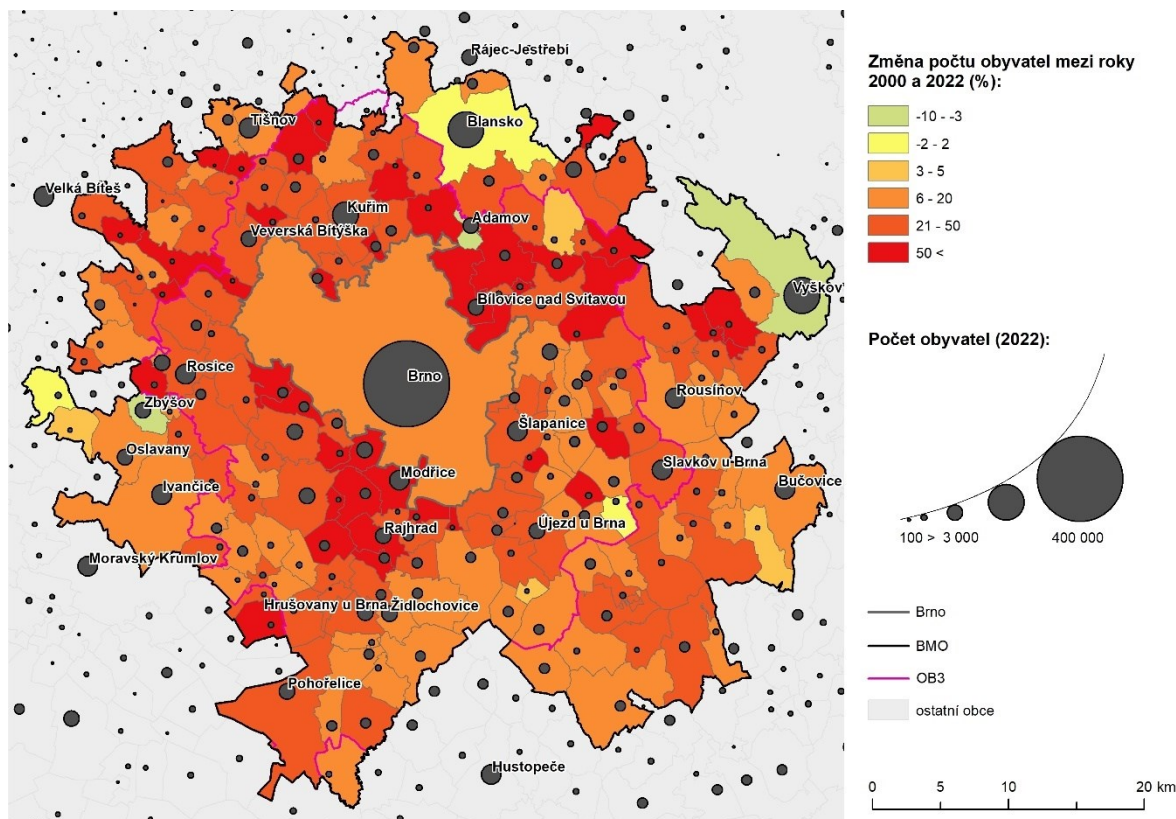 Rájec-Jestřebí
Tišnov
Blansko
Velká Bíteš
Kuřim
Adamov
Veverská Bítýška
Vyškov
Bílovice nad Svitavou
Brno
Rosice
Rousínov
Zbýšov
Šlapanice
Oslavany
Slavkov u Brna
Modřice
Bučovice
Ivančice
Rajhrad
Újezd u Brna
Moravský Krumlov
Hrušovany u Brna
Židlochovice
Pohořelice
Hustopeče
Změna počtu obyvatel mezi roky
2000 a 2022 (%):
-10 - -3
-2 - 2
3 - 5
6 - 20
21 - 50
50 <
Počet obyvatel (2022):
100 > 3 000 400 000
Brno
BMO
OB3
ostatní obce
0 5 10 20 km